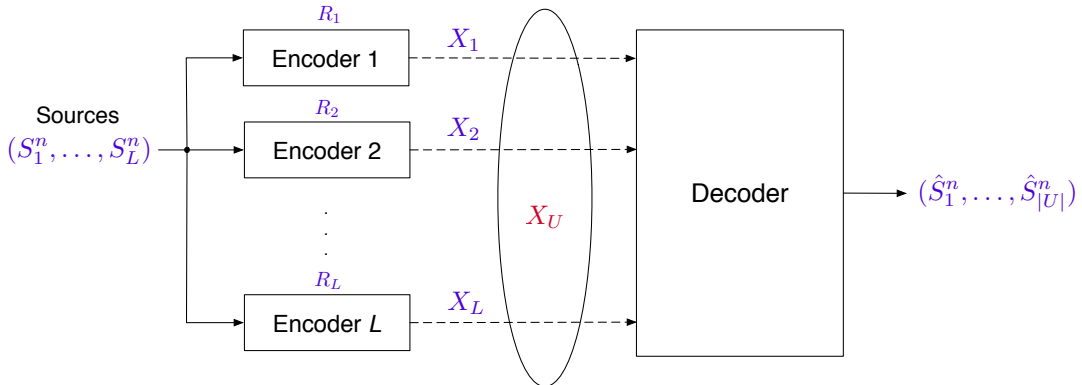 R_1
Encoder 1
X_1
Sources
(S_1^n, . . . , S_L^n)
R_2
Encoder 2
X_2
Decoder
(Ŝ_1^n, . . . , Ŝ_{|U|}^n)
X_U
.
.
.
R_L
Encoder L
X_L